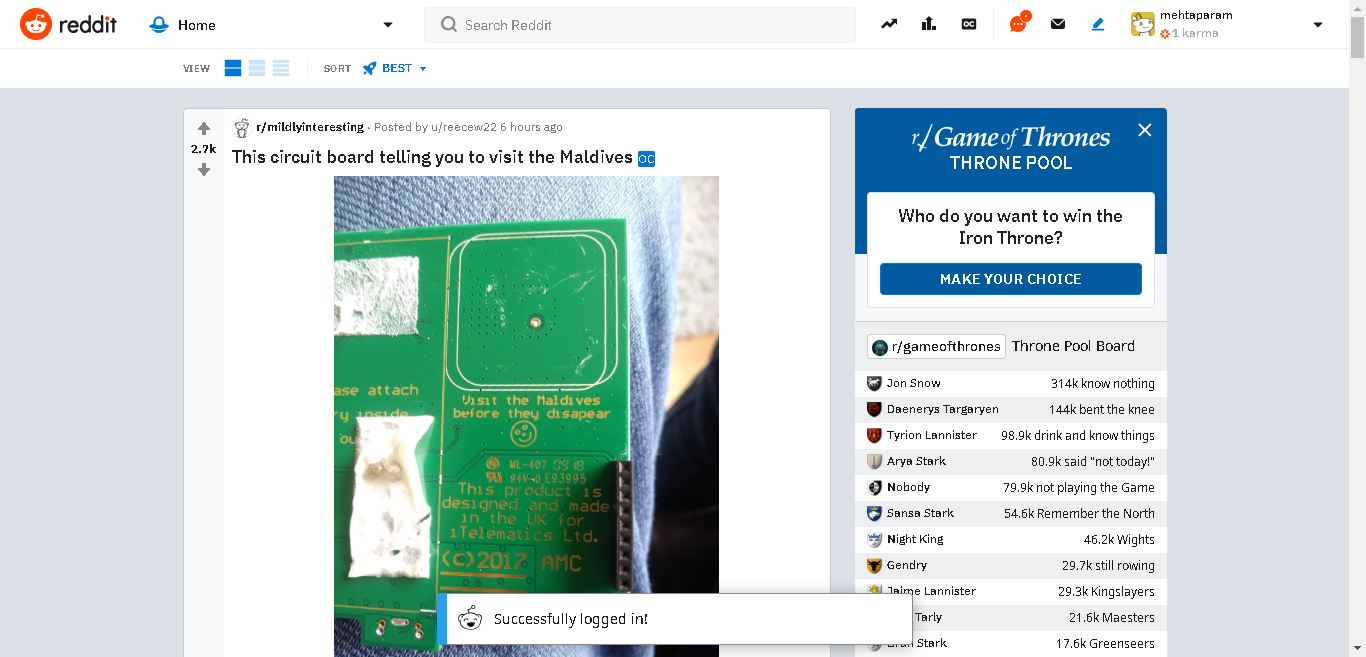 reddit
Home
Search Reddit
mehtaparam
1 karma
VIEW
SORT
BEST
r/mildlyinteresting · Posted by u/reecew22 6 hours ago
2.7k
This circuit board telling you to visit the Maldives OC
ase attach
ry inside
ou
Visit the Maldives
before they disapear
ML-407 0918
94V-0 E93995
This product is
designed and made
in the UK for
iTelematics Ltd.
(c)2017 AMC
r/Game of Thrones
THRONE POOL
Who do you want to win the
Iron Throne?
MAKE YOUR CHOICE
r/gameofthrones Throne Pool Board
Jon Snow 314k know nothing
Daenerys Targaryen 144k bent the knee
Tyrion Lannister 98.9k drink and know things
Arya Stark 80.9k said "not today!"
Nobody 79.9k not playing the Game
Sansa Stark 54.6k Remember the North
Night King 46.2k Wights
Gendry 29.7k still rowing
Jaime Lannister 29.3k Kingslayers
Tarly 21.6k Maesters
Stark 17.6k Greenseers
Successfully logged in!